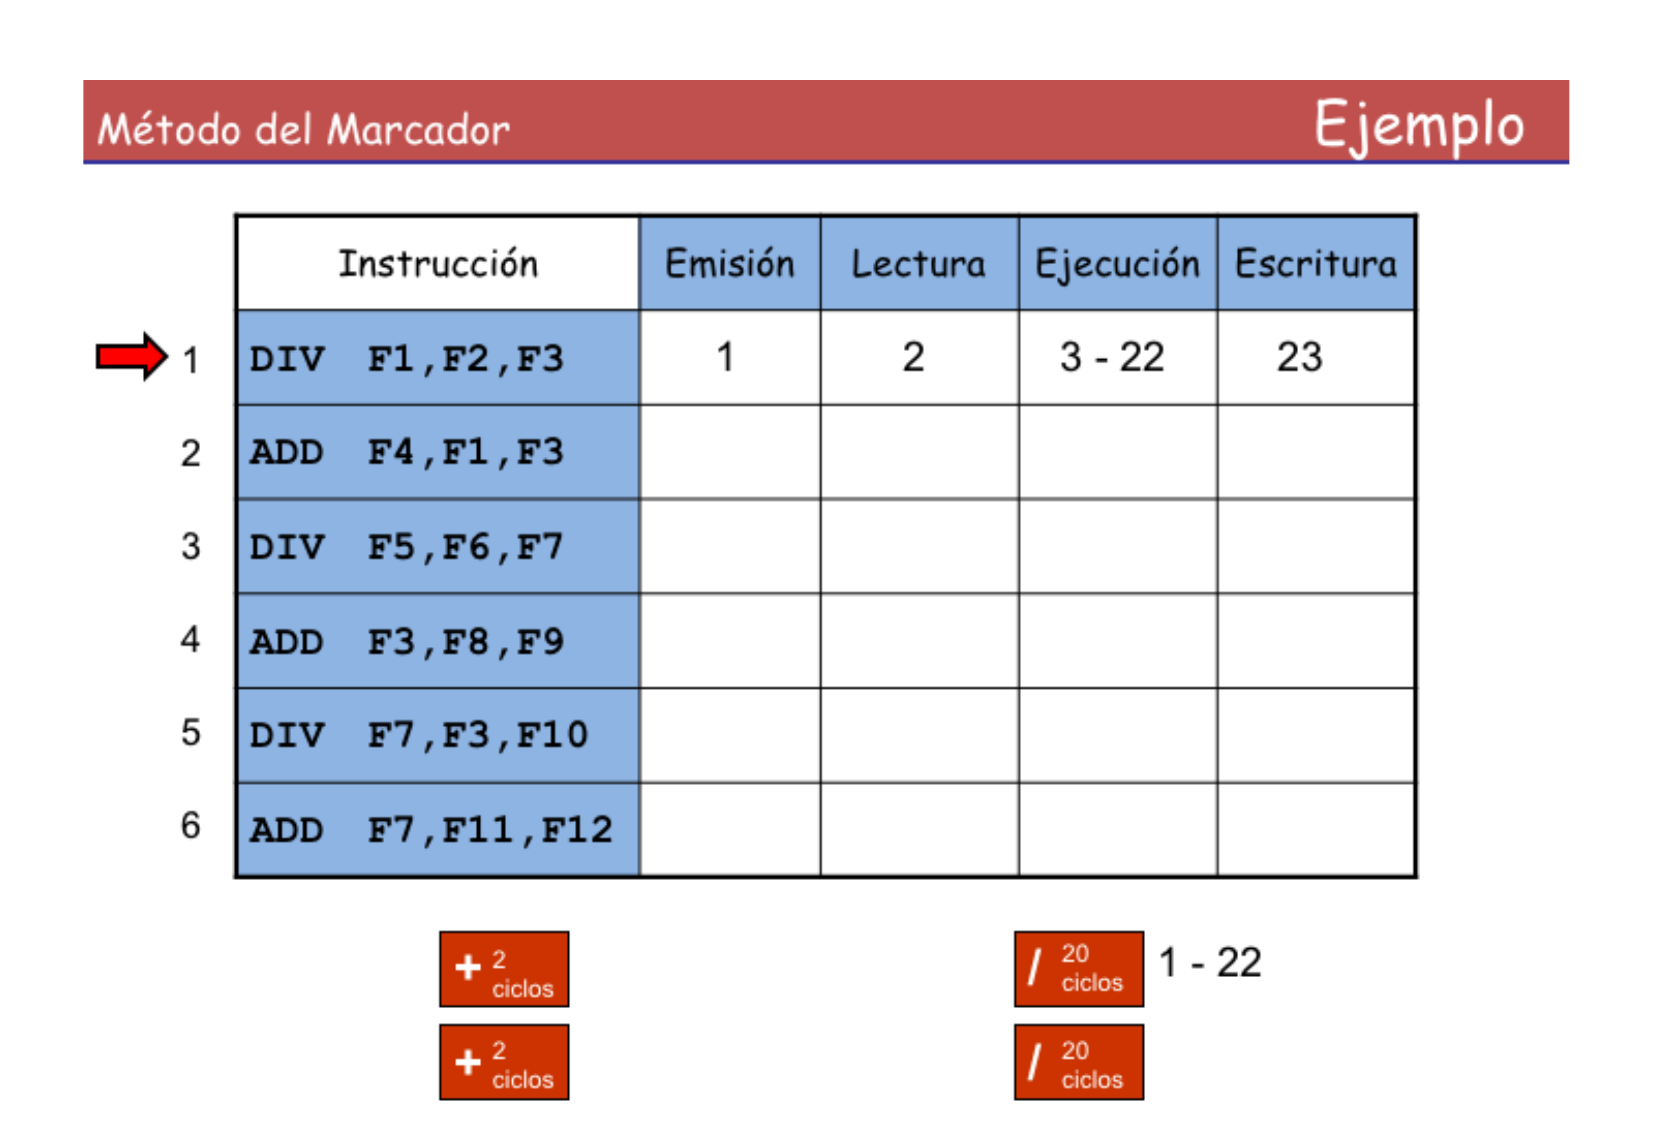 Método del Marcador Ejemplo
Instrucción Emisión Lectura Ejecución Escritura
1 DIV F1,F2,F3 1 2 3 - 22 23
2 ADD F4,F1,F3
3 DIV F5,F6,F7
4 ADD F3,F8,F9
5 DIV F7,F3,F10
6 ADD F7,F11,F12
+ 2 ciclos / 20 ciclos 1 - 22
+ 2 ciclos / 20 ciclos